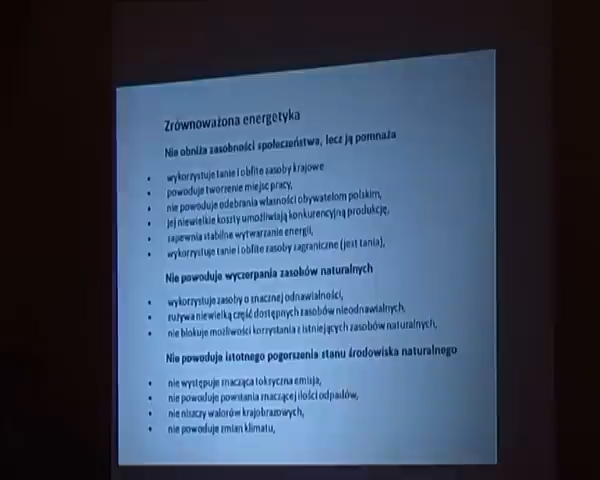 Zrównoważona energetyka
Nie obniża zasobności społeczeństwa, lecz ją pomnaża
• wykorzystuje tanie i obfite zasoby krajowe
• powoduje tworzenie miejsc pracy,
• nie powoduje odebrania własności obywatelom polskim,
• jej niewielkie koszty umożliwiają konkurencyjną produkcję,
• zapewnia stabilne wytwarzanie energii,
• wykorzystuje tanie i obfite zasoby zagraniczne (jest tania),
Nie powoduje wyczerpania zasobów naturalnych
• wykorzystuje zasoby o znacznej odnawialności,
• zużywa niewielką część dostępnych zasobów nieodnawialnych,
• nie blokuje możliwości korzystania z istniejących zasobów naturalnych,
Nie powoduje istotnego pogorszenia stanu środowiska naturalnego
• nie występuje znacząca toksyczna emisja,
• nie powoduje powstania znaczącej ilości odpadów,
• nie niszczy walorów krajobrazowych,
• nie powoduje zmian klimatu,